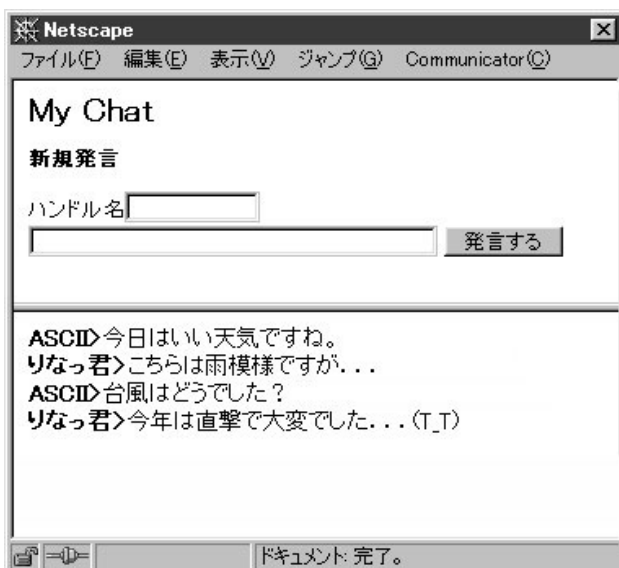 Netscape
ファイル(F) 編集(E) 表示(V) ジャンプ(G) Communicator(C)
My Chat
新規発言
ハンドル名
発言する
ASCII>今日はいい天気ですね。
りなっ君>こちらは雨模様ですが...
ASCII>台風はどうでした？
りなっ君>今年は直撃で大変でした...(T_T)
ドキュメント: 完了。